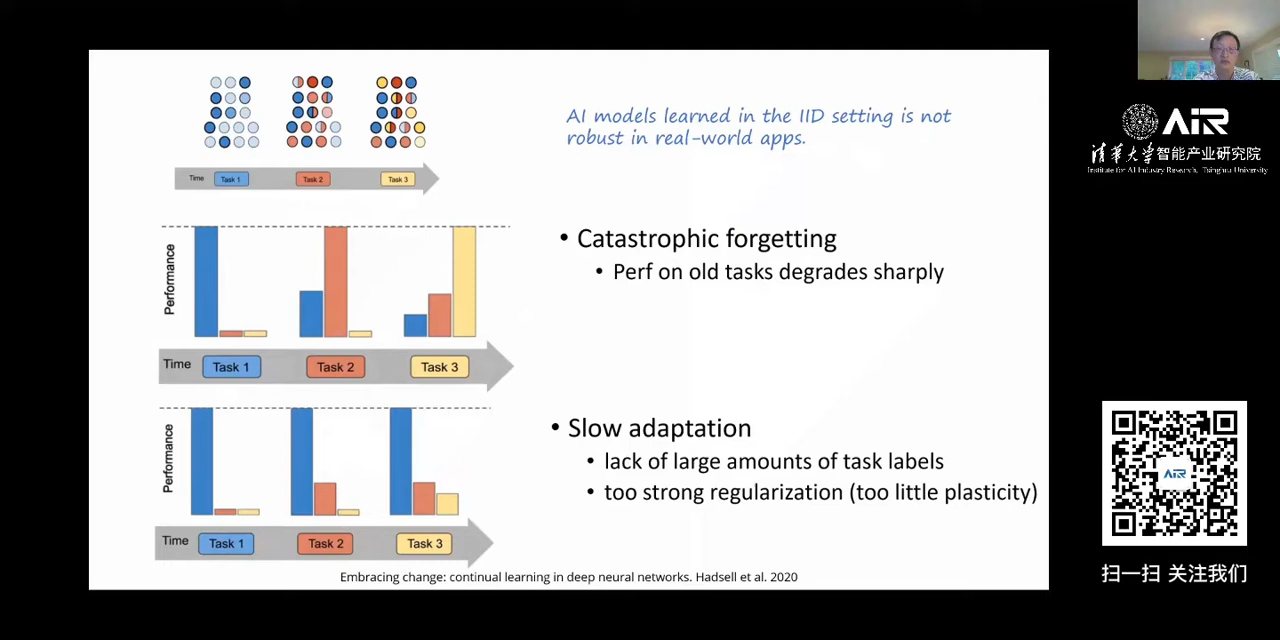 AI models learned in the IID setting is not
robust in real-world apps.
Time
Task 1
Task 2
Task 3
Performance
• Catastrophic forgetting
• Perf on old tasks degrades sharply
Time
Task 1
Task 2
Task 3
Performance
• Slow adaptation
• lack of large amounts of task labels
• too strong regularization (too little plasticity)
Time
Task 1
Task 2
Task 3
Embracing change: continual learning in deep neural networks. Hadsell et al. 2020
AIR
清华大学智能产业研究院
Institute for AI Industry Research, Tsinghua University
AIR
扫一扫 关注我们